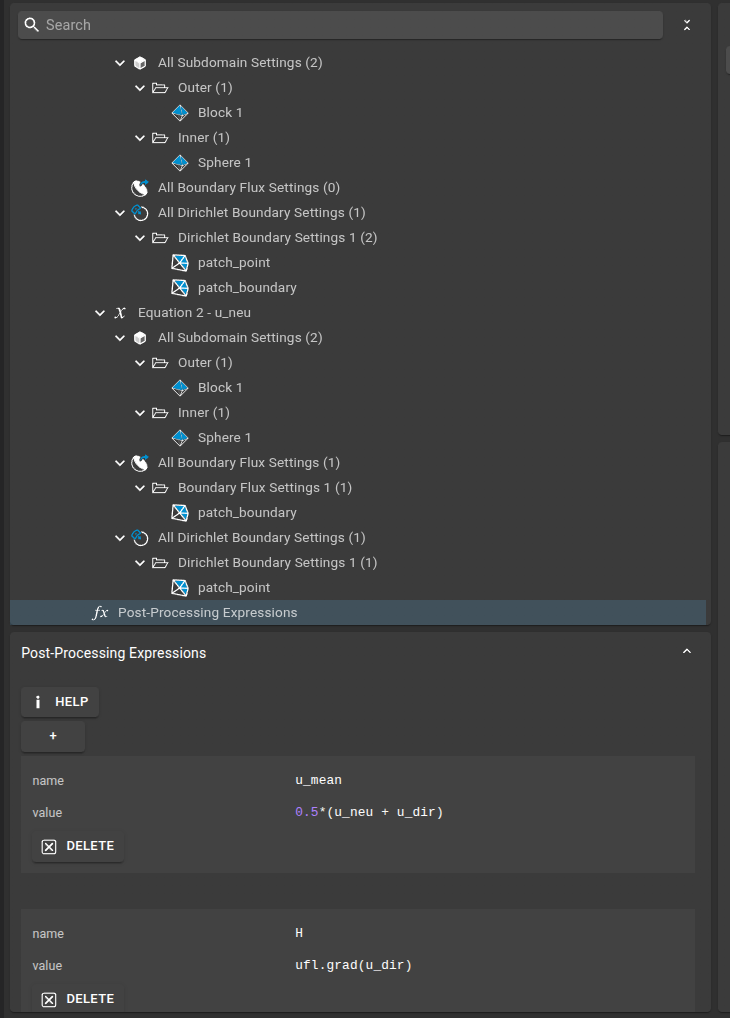 Search
All Subdomain Settings (2)
Outer (1)
Block 1
Inner (1)
Sphere 1
All Boundary Flux Settings (0)
All Dirichlet Boundary Settings (1)
Dirichlet Boundary Settings 1 (2)
patch_point
patch_boundary
x Equation 2 - u_neu
All Subdomain Settings (2)
Outer (1)
Block 1
Inner (1)
Sphere 1
All Boundary Flux Settings (1)
Boundary Flux Settings 1 (1)
patch_boundary
All Dirichlet Boundary Settings (1)
Dirichlet Boundary Settings 1 (1)
patch_point
fx Post-Processing Expressions
Post-Processing Expressions
i HELP
+
name u_mean
value 0.5*(u_neu + u_dir)
DELETE
name H
value ufl.grad(u_dir)
DELETE